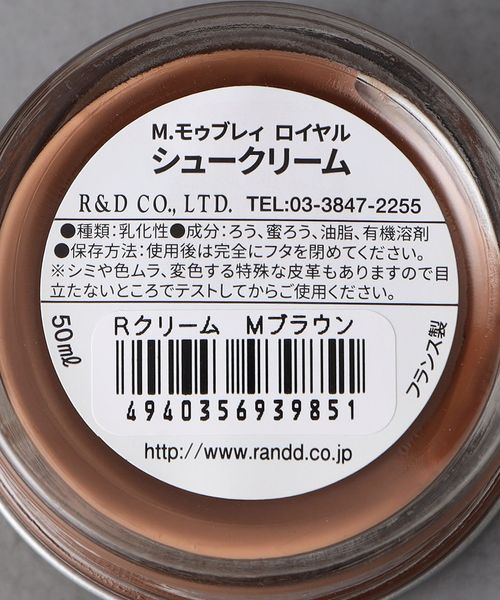 M.モゥブレィ ロイヤル
シュークリーム
R&D CO., LTD. TEL:03-3847-2255
●種類:乳化性●成分:ろう、蜜ろう、油脂、有機溶剤
●保存方法:使用後は完全にフタを閉めてください。
※シミや色ムラ、変色する特殊な皮革もありますので目
立たないところでテストしてからご使用ください。
50ml
Rクリーム Mブラウン
4940356939851
フランス製
http://www.randd.co.jp